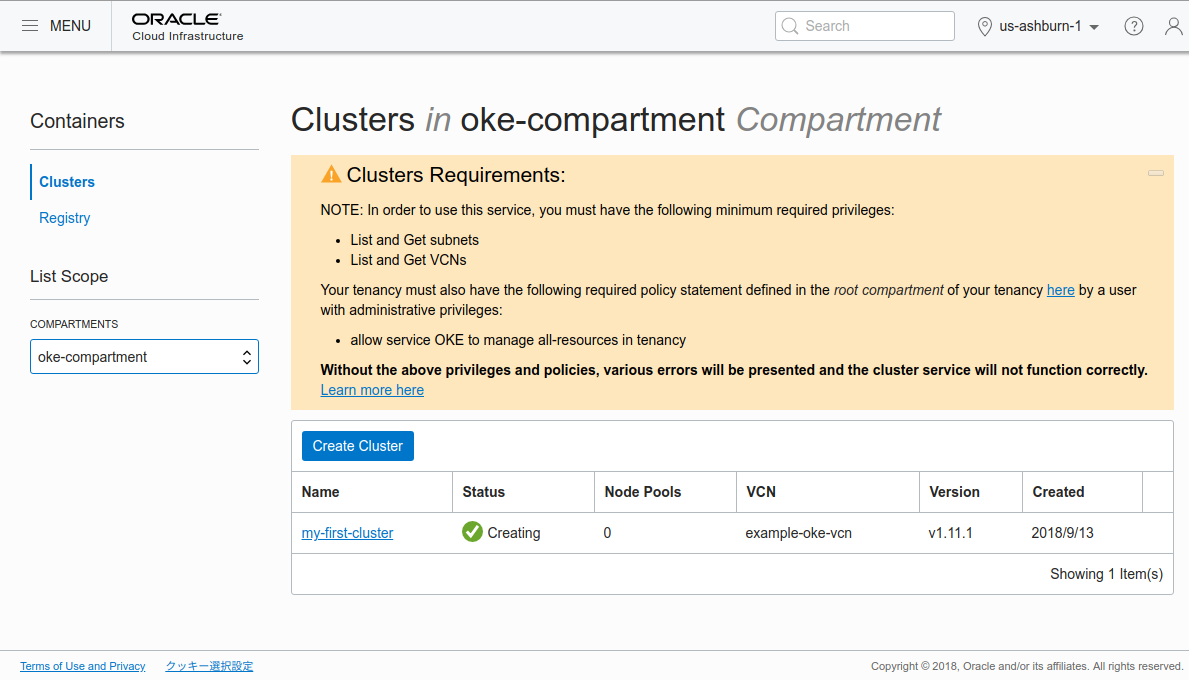 MENU
ORACLE
Cloud Infrastructure
Search
us-ashburn-1
?
Containers
Clusters
Registry
List Scope
COMPARTMENTS
oke-compartment
Clusters in oke-compartment Compartment
Clusters Requirements:
NOTE: In order to use this service, you must have the following minimum required privileges:
• List and Get subnets
• List and Get VCNs
Your tenancy must also have the following required policy statement defined in the root compartment of your tenancy here by a user
with administrative privileges:
• allow service OKE to manage all-resources in tenancy
Without the above privileges and policies, various errors will be presented and the cluster service will not function correctly.
Learn more here
Create Cluster
Name Status Node Pools VCN Version Created
my-first-cluster Creating 0 example-oke-vcn v1.11.1 2018/9/13
Showing 1 Item(s)
Terms of Use and Privacy クッキー選択設定 Copyright © 2018, Oracle and/or its affiliates. All rights reserved.